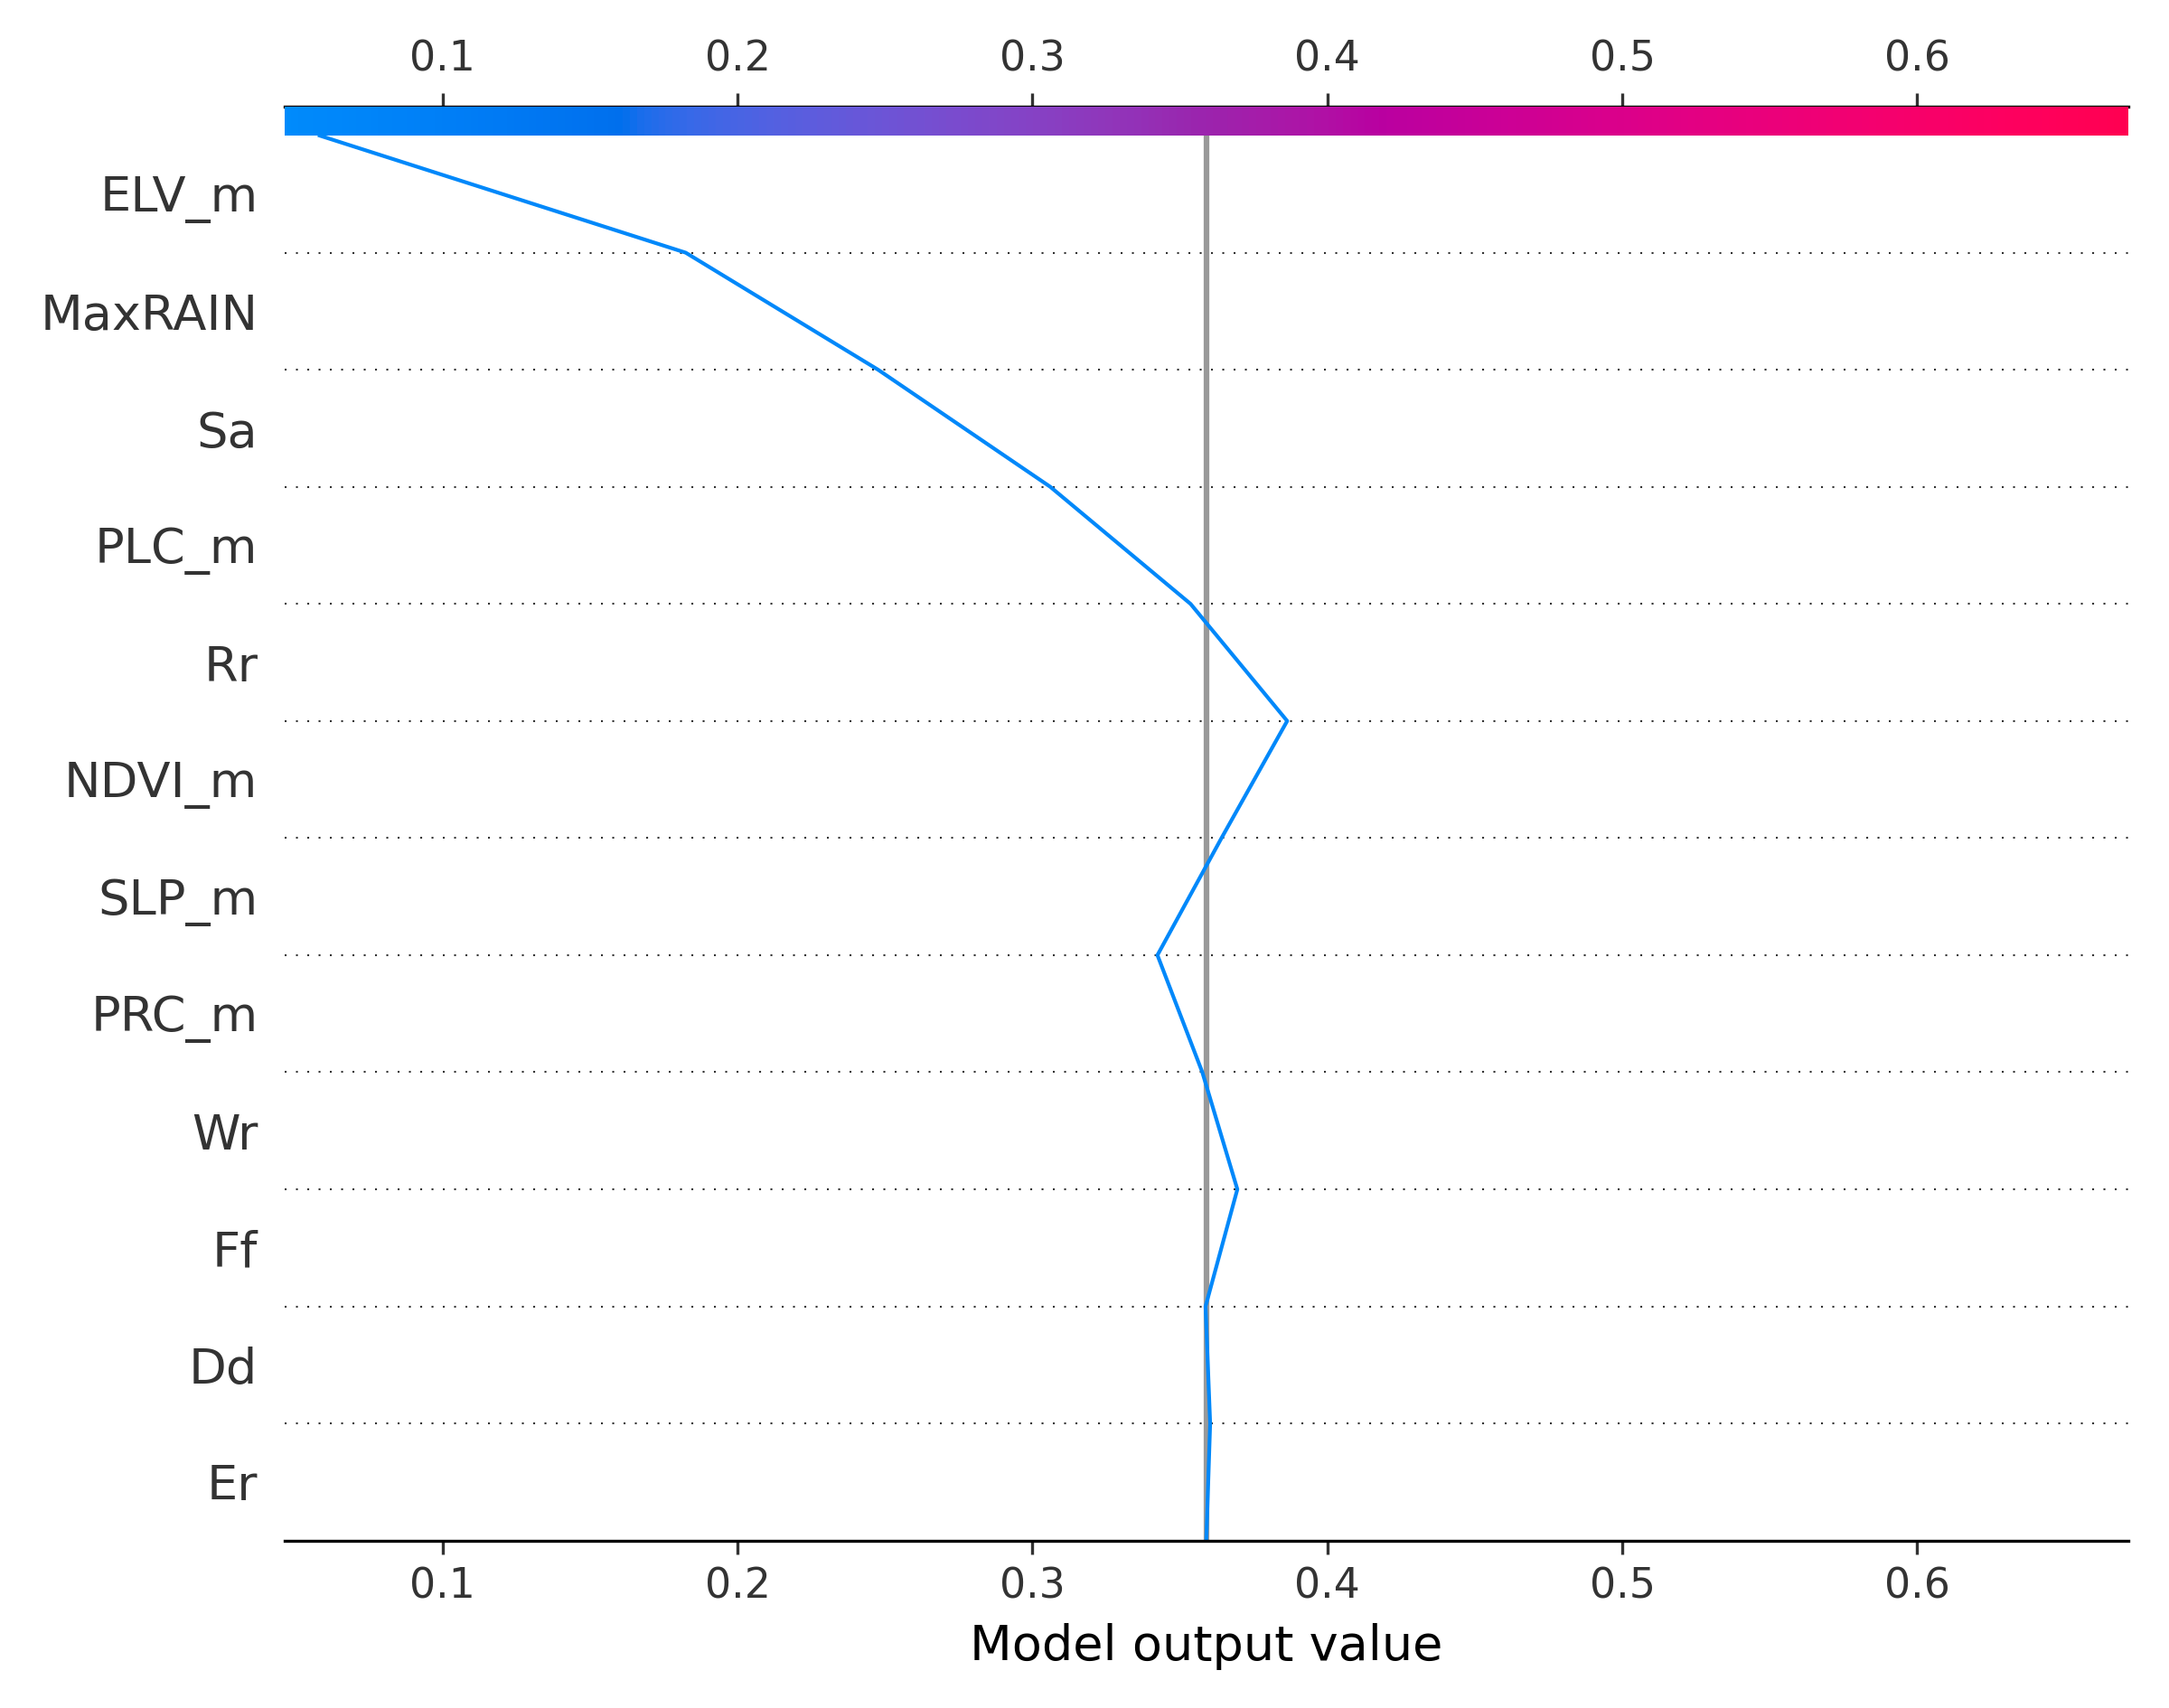 0.1 0.2 0.3 0.4 0.5 0.6
ELV_m
MaxRAIN
Sa
PLC_m
Rr
NDVI_m
SLP_m
PRC_m
Wr
Ff
Dd
Er
0.1 0.2 0.3 0.4 0.5 0.6
Model output value